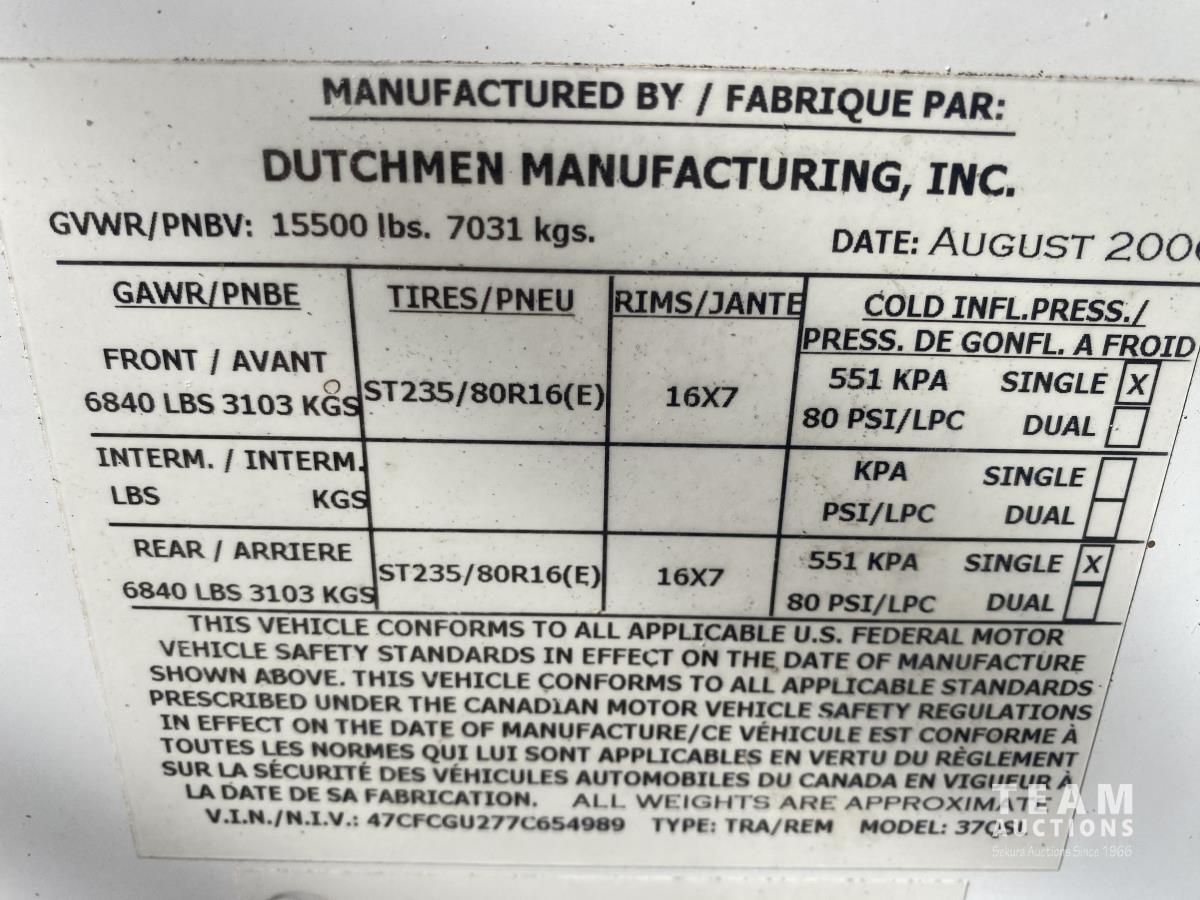 MANUFACTURED BY / FABRIQUE PAR:
DUTCHMEN MANUFACTURING, INC.
GVWR/PNBV: 15500 lbs. 7031 kgs.
DATE: AUGUST 200
GAWR/PNBE TIRES/PNEU RIMS/JANTE COLD INFL.PRESS./
PRESS. DE GONFL. A FROID
FRONT / AVANT 551 KPA SINGLE X
6840 LBS 3103 KGS ST235/80R16(E) 16X7 80 PSI/LPC DUAL
INTERM. / INTERM. KPA SINGLE
LBS KGS PSI/LPC DUAL
REAR / ARRIERE 551 KPA SINGLE X
6840 LBS 3103 KGS ST235/80R16(E) 16X7 80 PSI/LPC DUAL
THIS VEHICLE CONFORMS TO ALL APPLICABLE U.S. FEDERAL MOTOR
VEHICLE SAFETY STANDARDS IN EFFECT ON THE DATE OF MANUFACTURE
SHOWN ABOVE. THIS VEHICLE CONFORMS TO ALL APPLICABLE STANDARDS
PRESCRIBED UNDER THE CANADIAN MOTOR VEHICLE SAFETY REGULATIONS
IN EFFECT ON THE DATE OF MANUFACTURE/CE VÉHICULE EST CONFORME À
TOUTES LES NORMES QUI LUI SONT APPLICABLES EN VERTU DU RÈGLEMENT
SUR LA SÉCURITÉ DES VÉHICULES AUTOMOBILES DU CANADA EN VIGUEUR À
LA DATE DE SA FABRICATION. ALL WEIGHTS ARE APPROXIMATE
V.I.N./N.I.V.: 47CFCGU277C654989 TYPE: TRA/REM MODEL:
TEAM
AUCTIONS
Sekura Auctions Since 1966